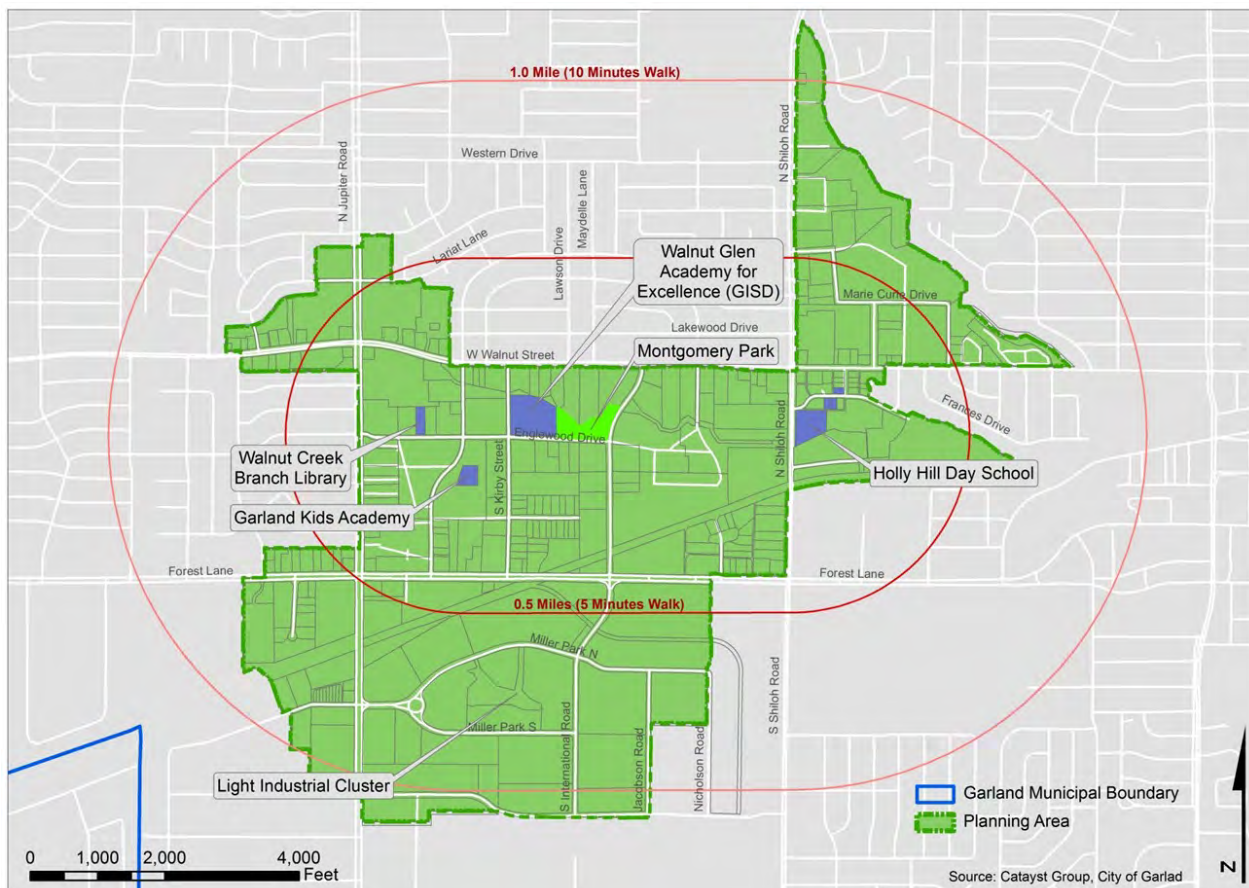 1.0 Mile (10 Minutes Walk)
N Shiloh Road
Western Drive
N Jupiter Road
Maydelle Lane
Lariat Lane
Lawson Drive
Walnut Glen
Academy for
Excellence (GISD)
Marie Curie Drive
Lakewood Drive
W Walnut Street
Montgomery Park
Frances Drive
Englewood Drive
N Shiloh Road
Walnut Creek
Branch Library
S Kirby Street
Holly Hill Day School
Garland Kids Academy
Forest Lane
Forest Lane
0.5 Miles (5 Minutes Walk)
Miller Park N
S Shiloh Road
Miller Park S
S International Road
Jacobson Road
Nicholson Road
Light Industrial Cluster
Garland Municipal Boundary
Planning Area
0 1,000 2,000 4,000
Feet
Source: Catayst Group, City of Garlad
N